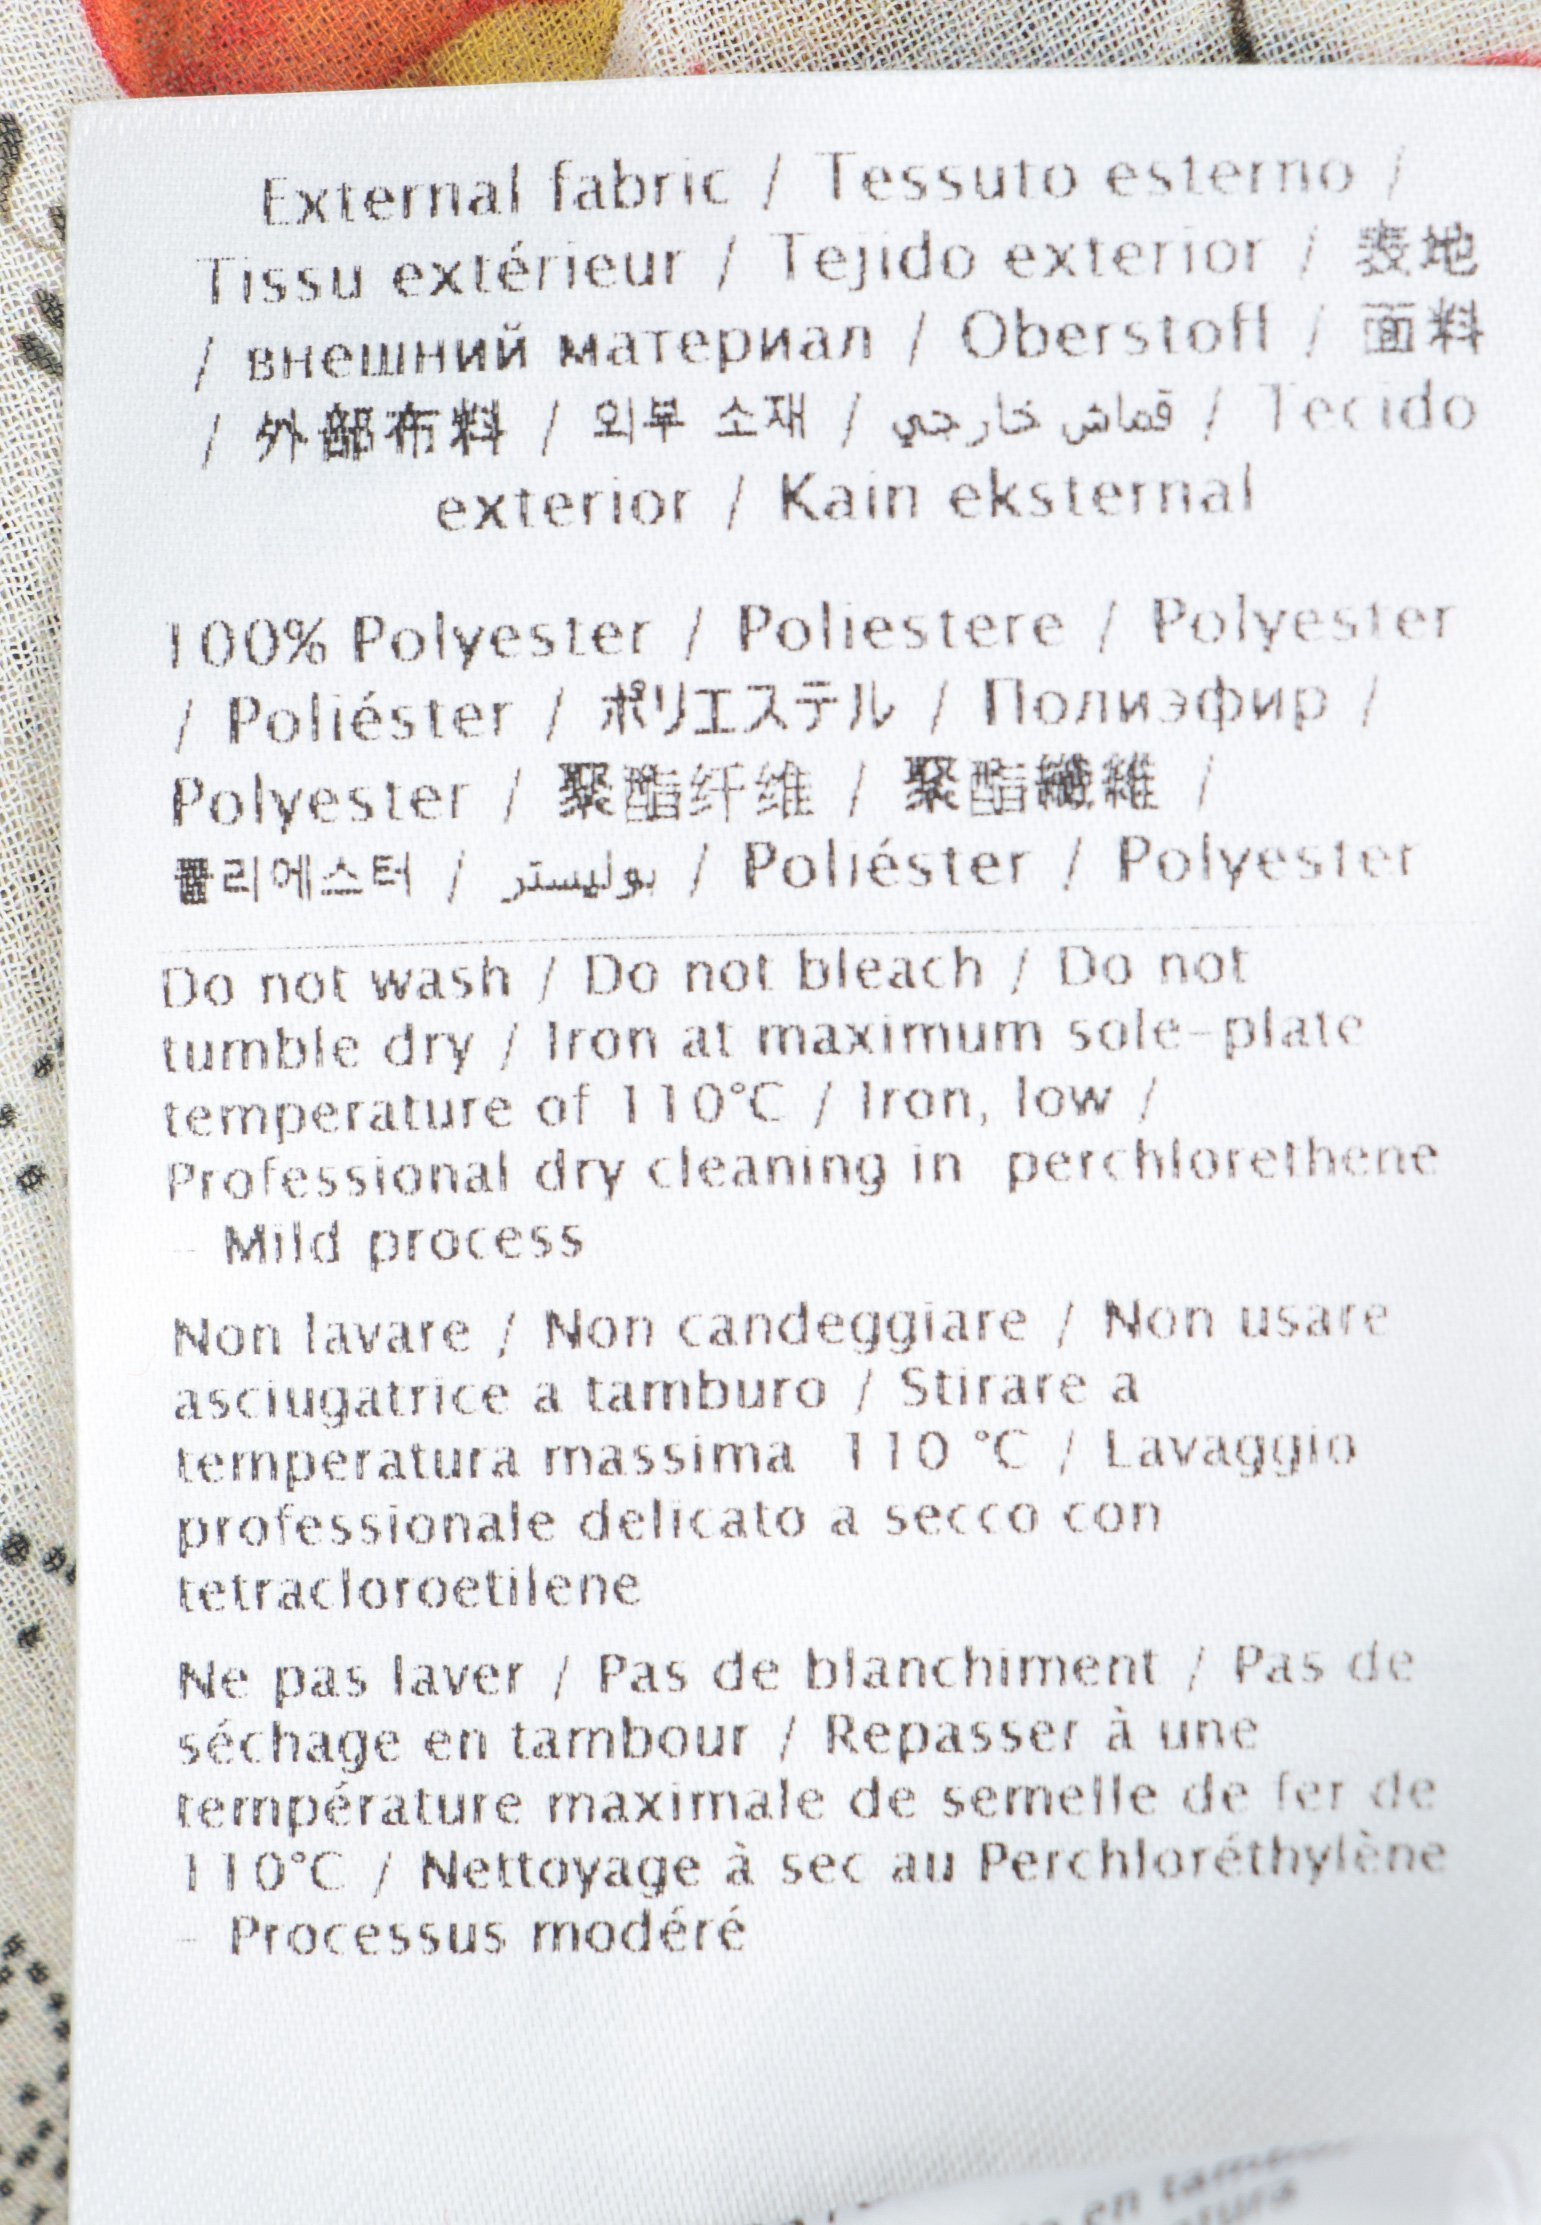 External fabric / Tessuto esterno /
Tissu extérieur / Tejido exterior / 表地
/ внешний материал / Oberstoff / 面料
/ 外部布料 / 외부 소재 / قماش خارجي / Tecido
exterior / Kain eksternal
100% Polyester / Poliestere / Polyester
/ Poliéster / ポリエステル / Полиэфир /
Polyester / 聚酯纤维 / 聚酯纖維 /
폴리에스터 / بوليستر / Poliéster / Polyester
Do not wash / Do not bleach / Do not
tumble dry / Iron at maximum sole-plate
temperature of 110°C / Iron, low /
Professional dry cleaning in perchlorethene
- Mild process
Non lavare / Non candeggiare / Non usare
asciugatrice a tamburo / Stirare a
temperatura massima 110 °C / Lavaggio
professionale delicato a secco con
tetracloroetilene
Ne pas laver / Pas de blanchiment / Pas de
séchage en tambour / Repasser à une
température maximale de semelle de fer de
110°C / Nettoyage à sec au Perchloréthylène
- Processus modéré
en